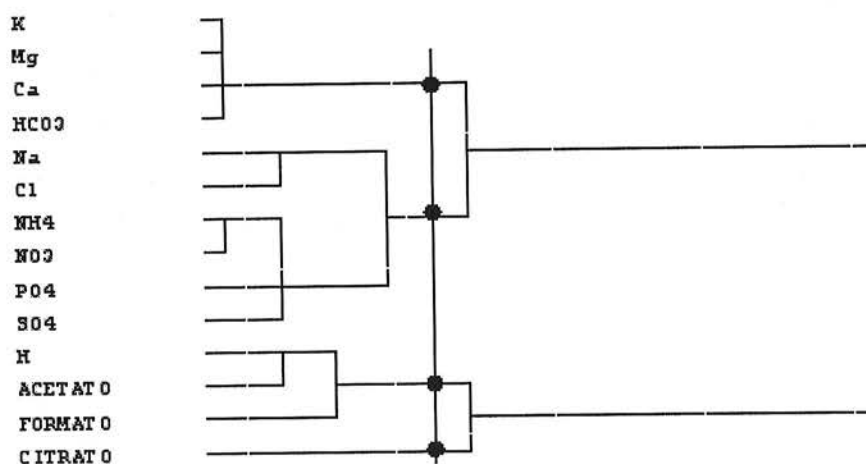 K
Mg
Ca
HCO3
Na
Cl
NH4
NO3
PO4
SO4
H
ACETATO
FORMATO
CITRATO